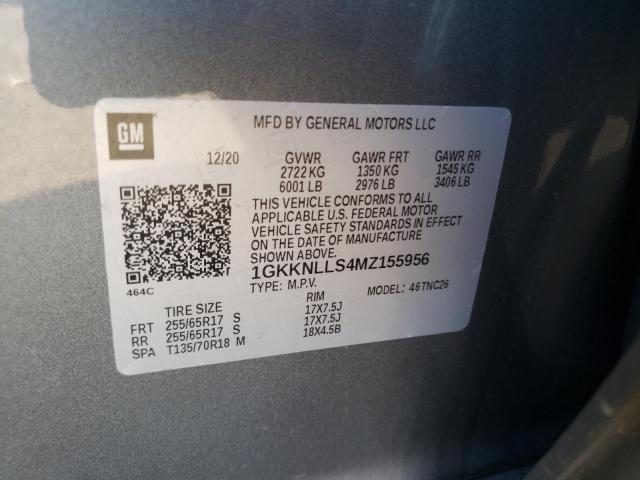 GM
MFD BY GENERAL MOTORS LLC
12/20 GVWR GAWR FRT GAWR RR
2722 KG 1350 KG 1545 KG
6001 LB 2976 LB 3406 LB
THIS VEHICLE CONFORMS TO ALL
APPLICABLE U.S. FEDERAL MOTOR
VEHICLE SAFETY STANDARDS IN EFFECT
ON THE DATE OF MANUFACTURE
1GKKNLLS4MZ155956
464C
TYPE: M.P.V. MODEL: 46TNC26
TIRE SIZE RIM
FRT 255/65R17 S 17X7.5J
RR 255/65R17 S 17X7.5J
SPA T135/70R18 M 18X4.5B